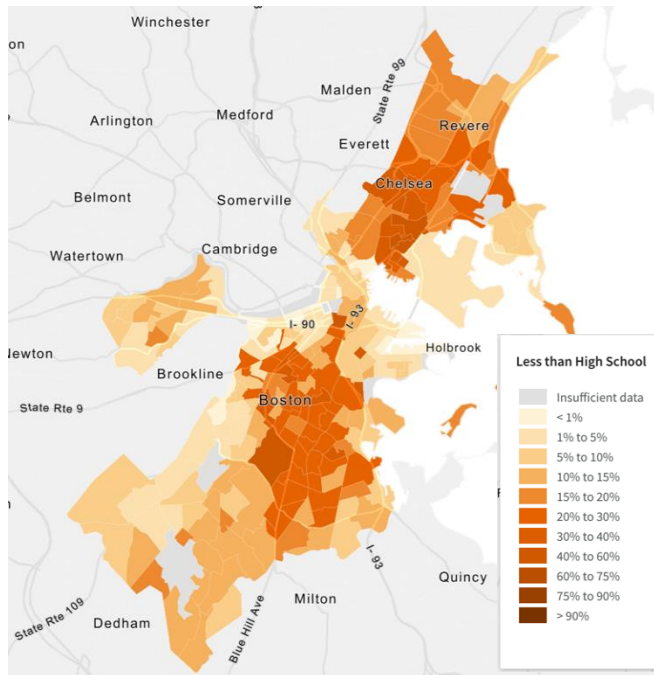 Winchester
State Rte 99
Malden
Arlington
Medford
Revere
Everett
Chelsea
Belmont
Somerville
Cambridge
Watertown
I- 90
I- 93
Holbrook
Brookline
Boston
State Rte 9
I- 93
Quincy
Milton
Blue Hill Ave
Dedham
State Rte 109
Less than High School
Insufficient data
< 1%
1% to 5%
5% to 10%
10% to 15%
15% to 20%
20% to 30%
30% to 40%
40% to 60%
60% to 75%
75% to 90%
> 90%